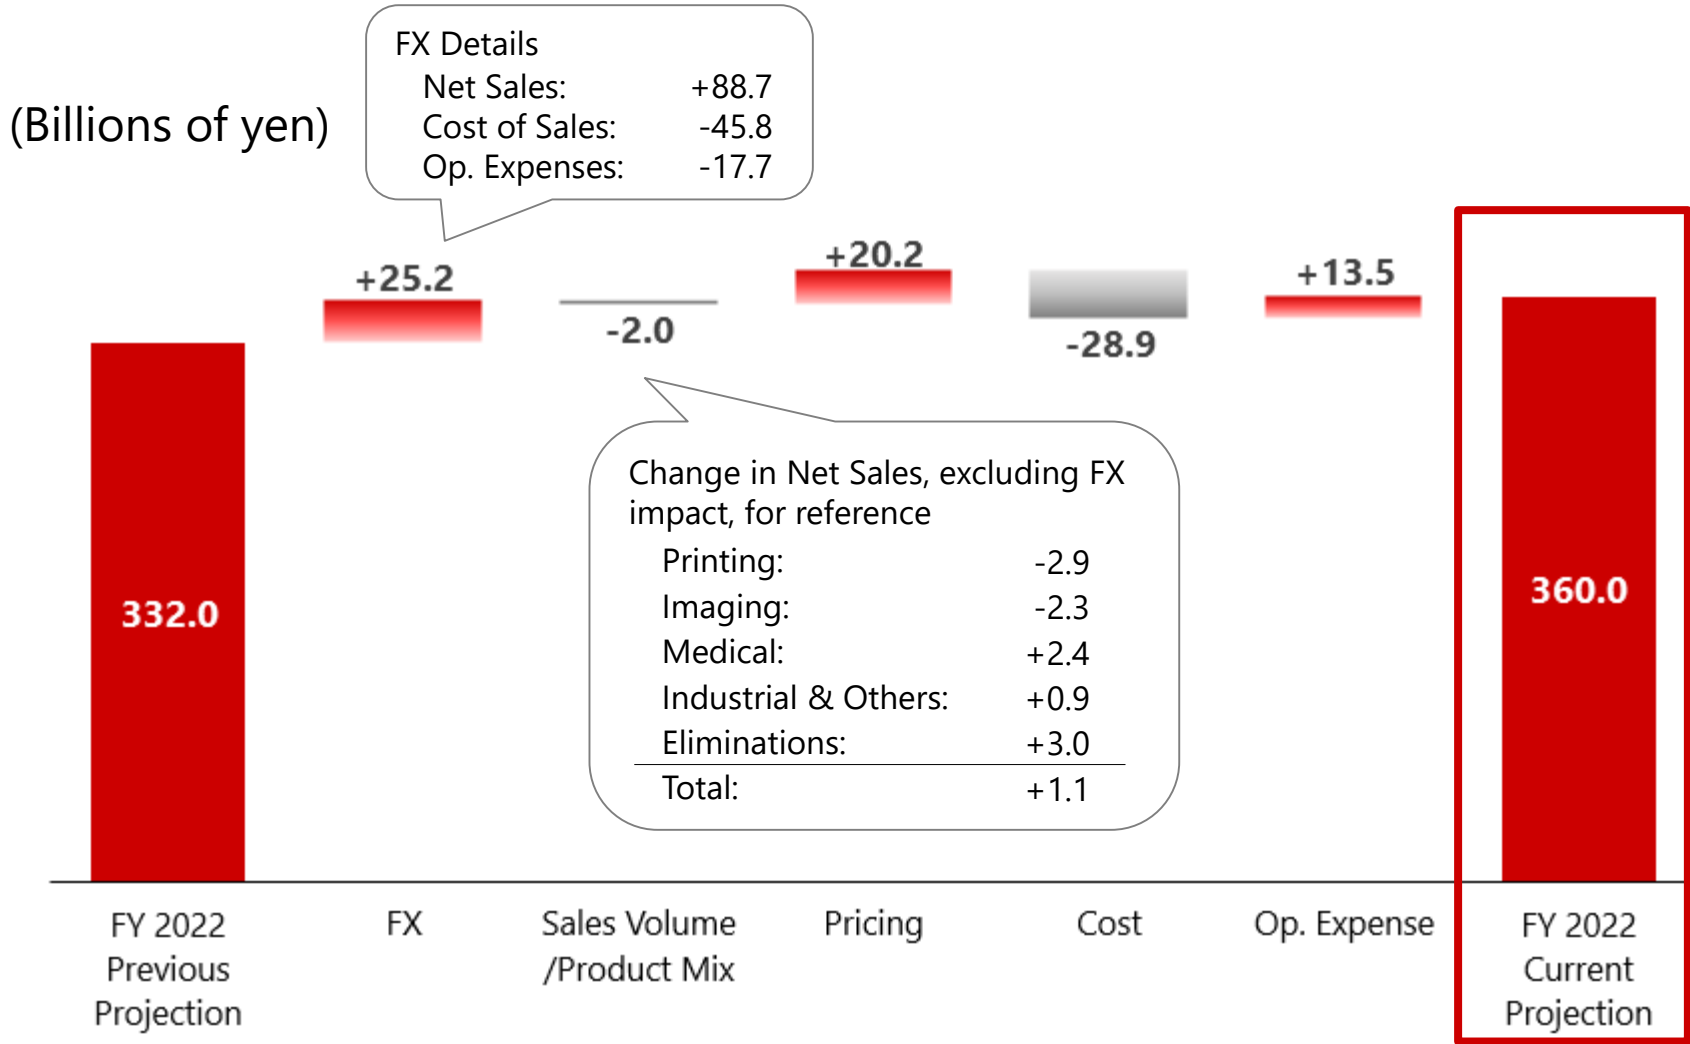 FX Details
Net Sales: +88.7
Cost of Sales: -45.8
Op. Expenses: -17.7
(Billions of yen)
+25.2
-2.0
+20.2
-28.9
+13.5
Change in Net Sales, excluding FX
impact, for reference
Printing: -2.9
Imaging: -2.3
Medical: +2.4
Industrial & Others: +0.9
Eliminations: +3.0
Total: +1.1
332.0
360.0
FY 2022
Previous
Projection
FX
Sales Volume
/Product Mix
Pricing
Cost
Op. Expense
FY 2022
Current
Projection